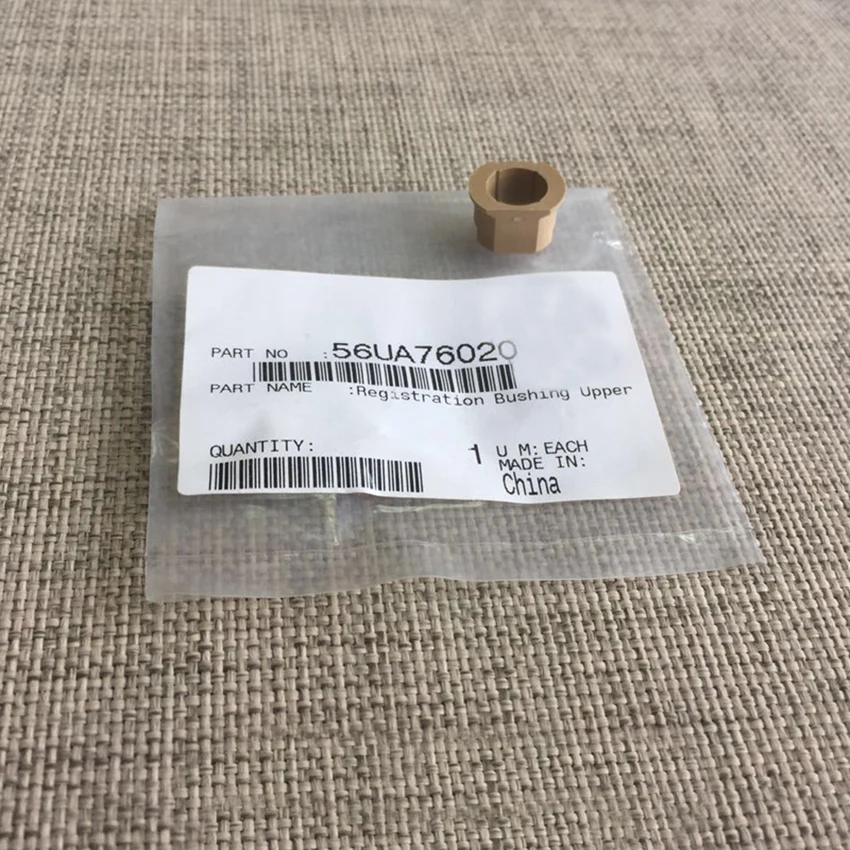 PART NO :56UA76020
PART NAME :Registration Bushing Upper
QUANTITY: 1 U M: EACH
MADE IN:
China